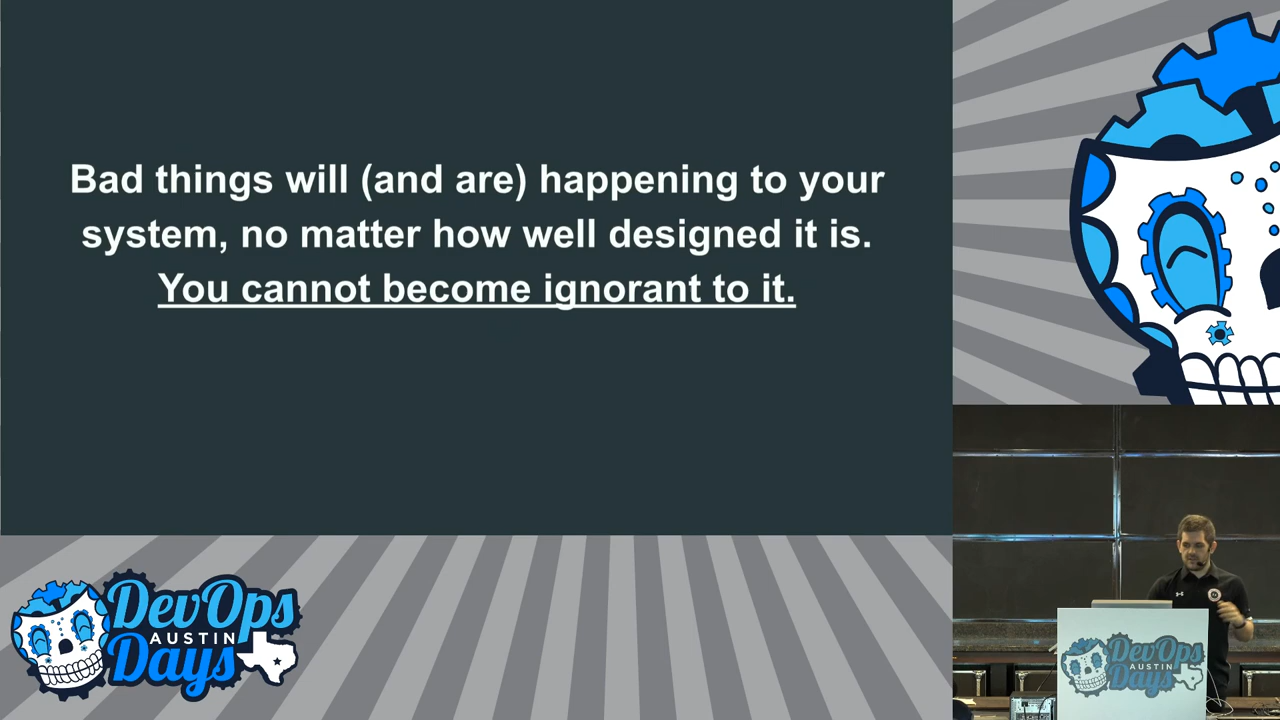 Bad things will (and are) happening to your
system, no matter how well designed it is.
You cannot become ignorant to it.
DevOps
AUSTIN
Days
DevOps
AUSTIN
Days